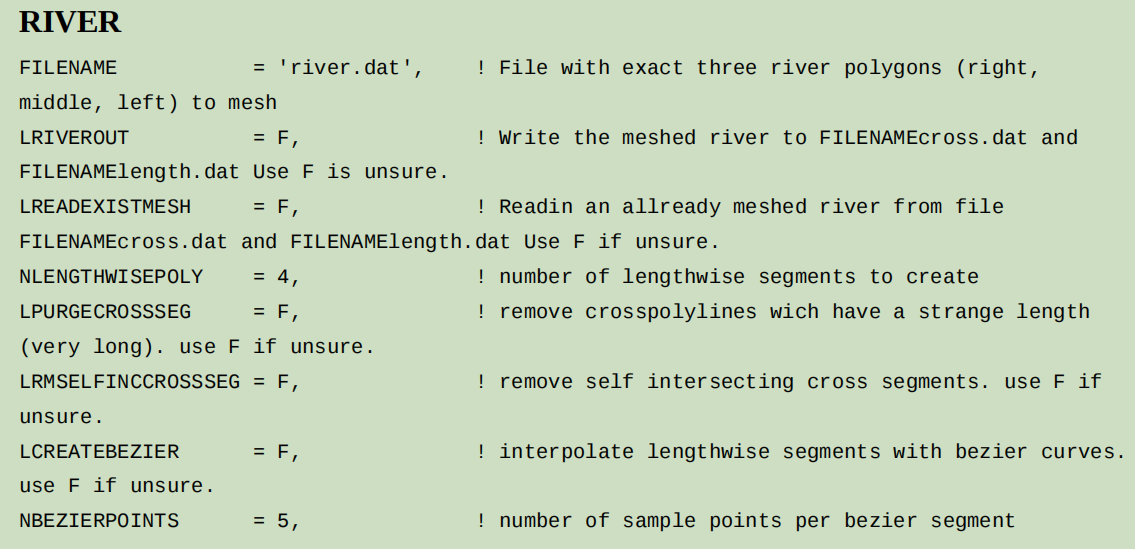 RIVER
FILENAME           = 'river.dat',    ! File with exact three river polygons (right,
middle, left) to mesh
LRIVEROUT          = F,              ! Write the meshed river to FILENAMEcross.dat and
FILENAMElength.dat Use F is unsure.
LREADEXISTMESH     = F,              ! Readin an allready meshed river from file
FILENAMEcross.dat and FILENAMElength.dat Use F if unsure.
NLENGTHWISEPOLY    = 4,              ! number of lengthwise segments to create
LPURGECROSSSEG     = F,              ! remove crosspolylines wich have a strange length
(very long). use F if unsure.
LRMSELFINCCROSSSEG = F,              ! remove self intersecting cross segments. use F if
unsure.
LCREATEBEZIER      = F,              ! interpolate lengthwise segments with bezier curves.
use F if unsure.
NBEZIERPOINTS      = 5,              ! number of sample points per bezier segment